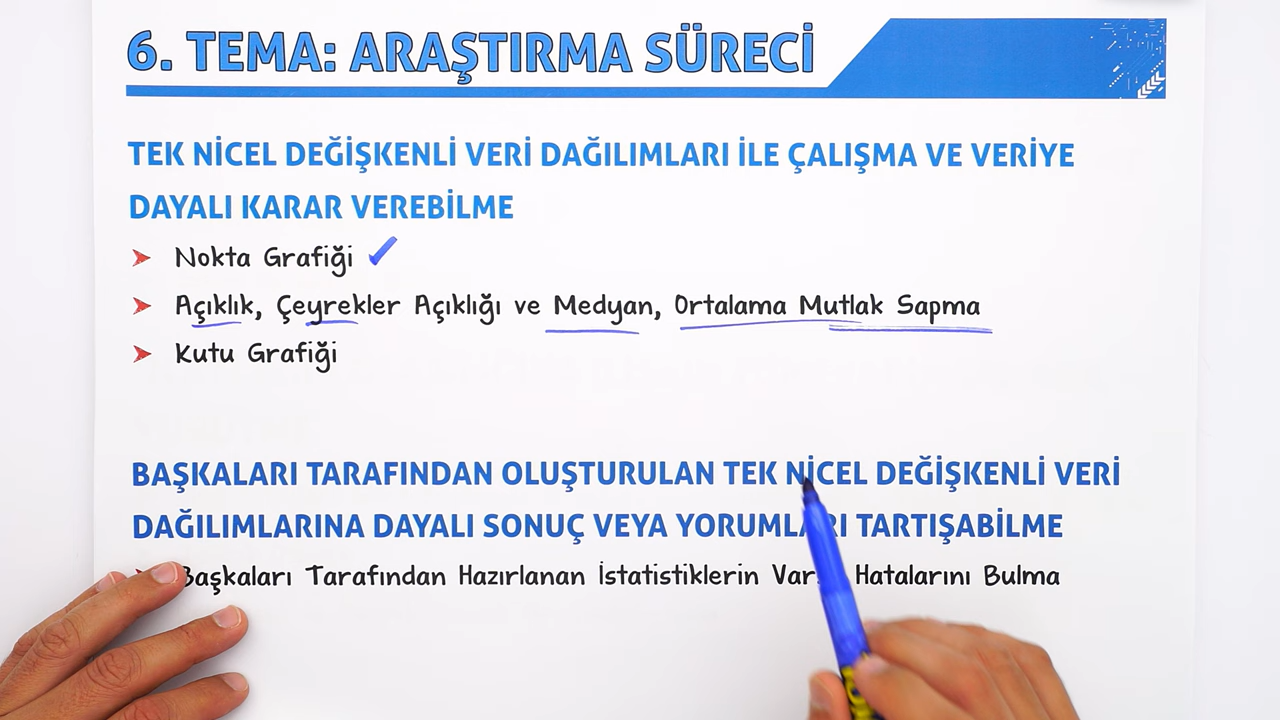 6. TEMA: ARAŞTIRMA SÜRECİ
TEK NİCEL DEĞİŞKENLİ VERİ DAĞILIMLARI İLE ÇALIŞMA VE VERİYE
DAYALI KARAR VEREBİLME
Nokta Grafiği
Açıklık, Çeyrekler Açıklığı ve Medyan, Ortalama Mutlak Sapma
Kutu Grafiği
BAŞKALARI TARAFINDAN OLUŞTURULAN TEK NİCEL DEĞİŞKENLİ VERİ
DAĞILIMLARINA DAYALI SONUÇ VEYA YORUMLARI TARTIŞABİLME
Başkaları Tarafından Hazırlanan İstatistiklerin Hatalarını Bulma